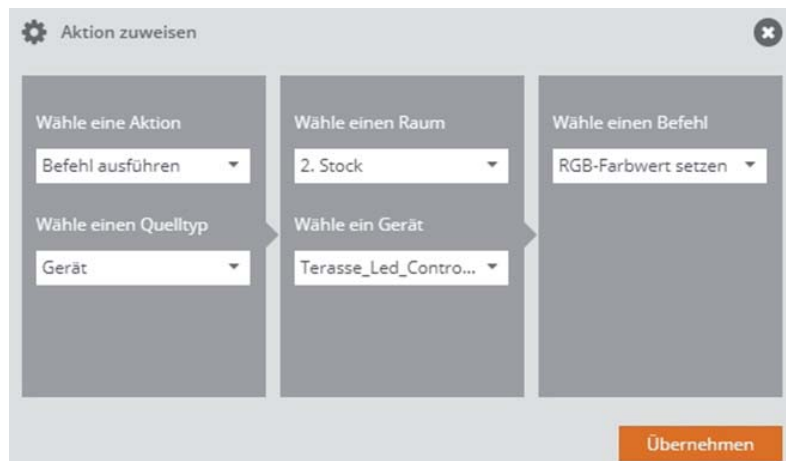 Aktion zuweisen
Wähle eine Aktion
Befehl ausführen
Wähle einen Quelltyp
Gerät
Wähle einen Raum
2. Stock
Wähle ein Gerät
Terasse_Led_Contro...
Wähle einen Befehl
RGB-Farbwert setzen
Übernehmen